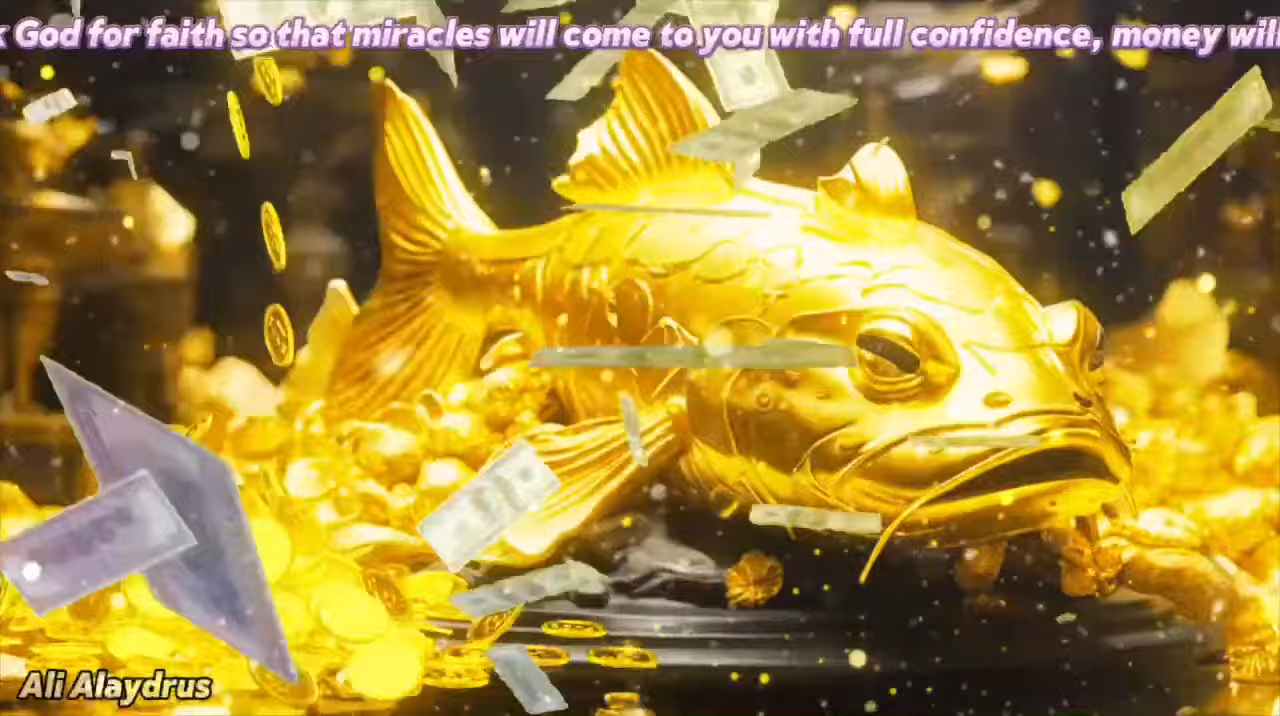 God for faith so that miracles will come to you with full confidence, money will
Ali Alaydrus